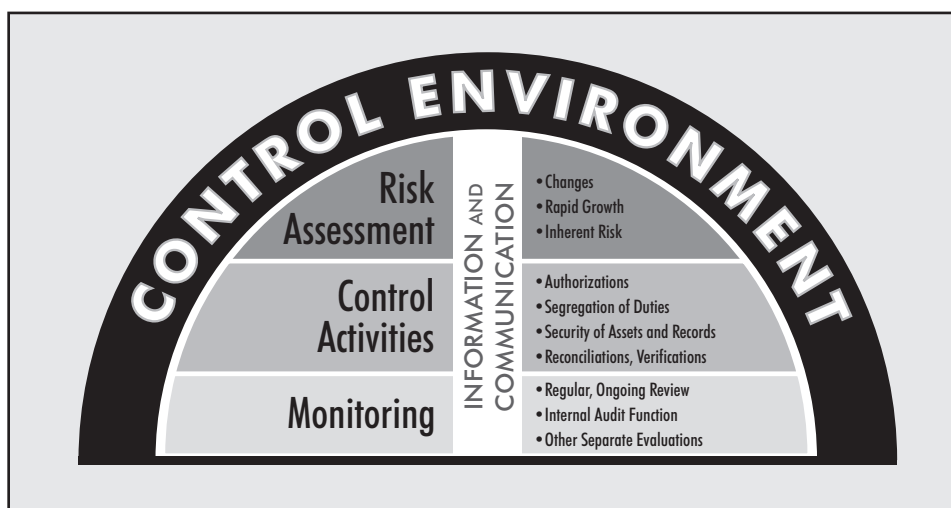 CONTROL ENVIRONMENT
Risk
Assessment
INFORMATION AND
COMMUNICATION
•Changes
•Rapid Growth
•Inherent Risk
Control
Activities
•Authorizations
•Segregation of Duties
•Security of Assets and Records
•Reconciliations, Verifications
Monitoring
•Regular, Ongoing Review
•Internal Audit Function
•Other Separate Evaluations